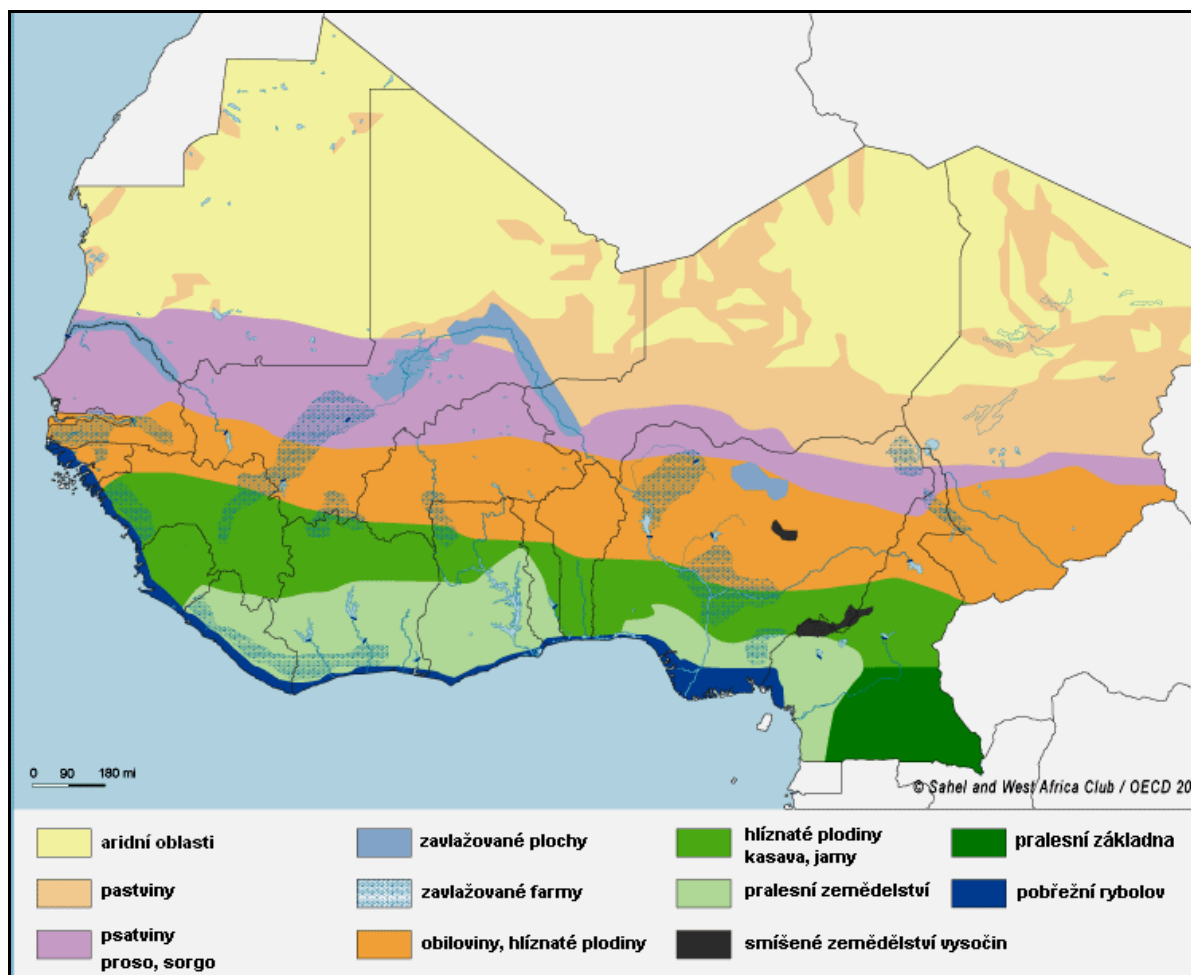 0 90 180 mi
© Sahel and West Africa Club / OECD 20
aridní oblasti
pastviny
psatviny
proso, sorgo
zavlažované plochy
zavlažované farmy
obiloviny, hlíznaté plodiny
hlíznaté plodiny
kasava, jamy
pralesní zemědelství
smíšené zemědělství vysočin
pralesní základna
pobřežní rybolov